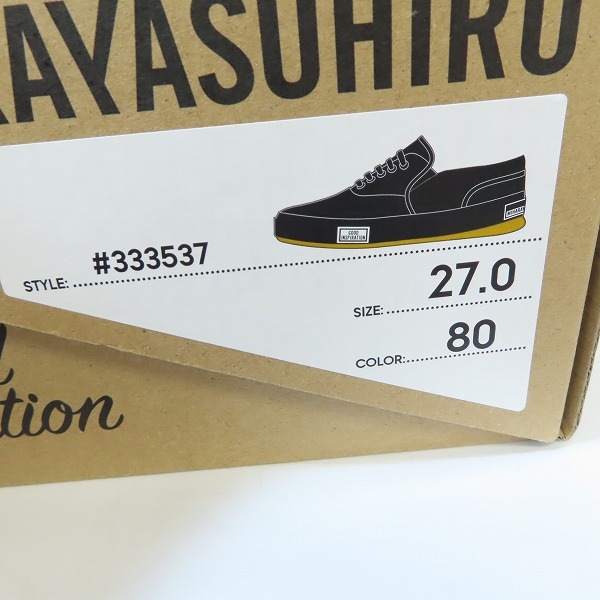 AYASUHIRO
GOOD
INSPIRATION
STYLE: #333537
SIZE: 27.0
COLOR: 80
tion